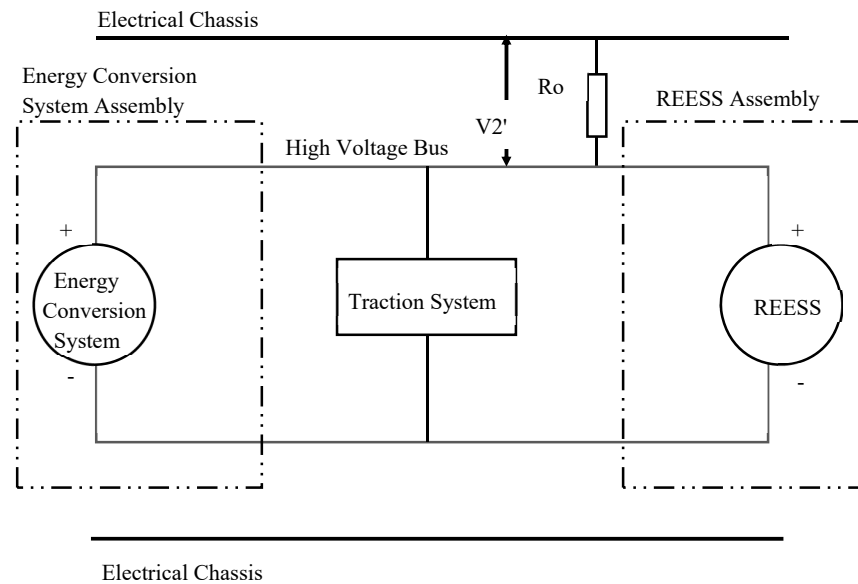 Electrical Chassis
Energy Conversion
System Assembly
Ro
REESS Assembly
V2'
High Voltage Bus
+
+
Energy
Conversion
System
Traction System
REESS
-
-
Electrical Chassis